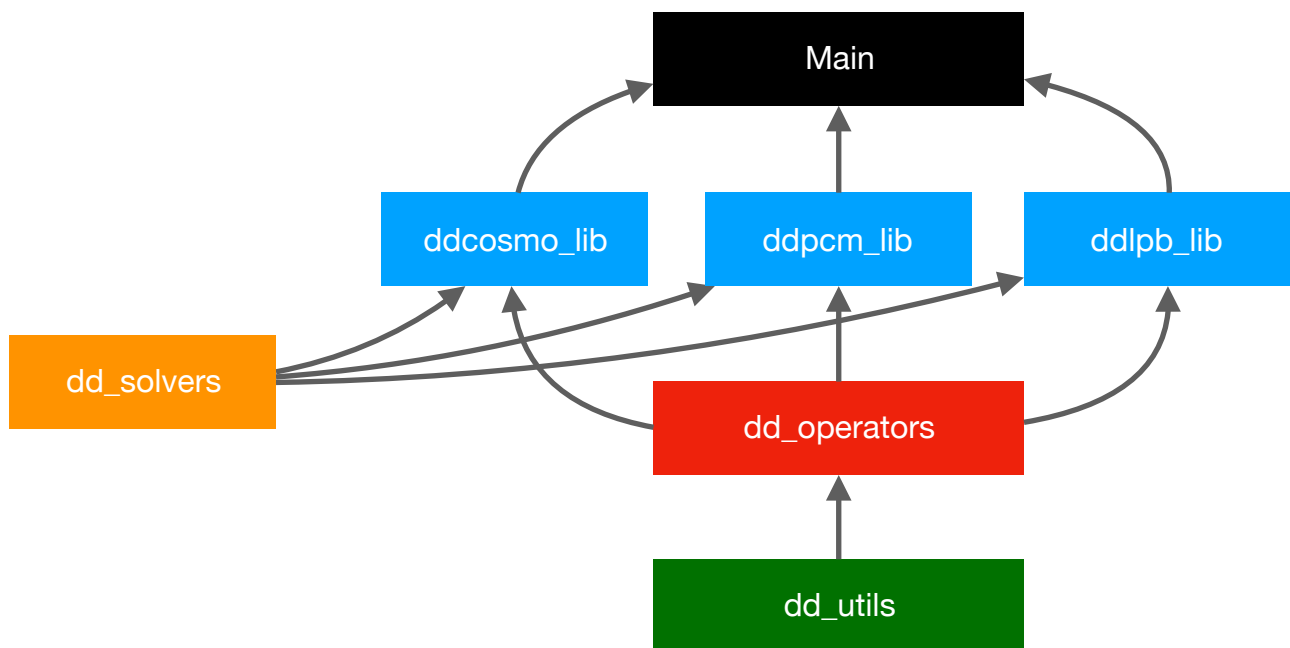 Main
ddcosmo_lib
ddpcm_lib
ddlpb_lib
dd_solvers
dd_operators
dd_utils